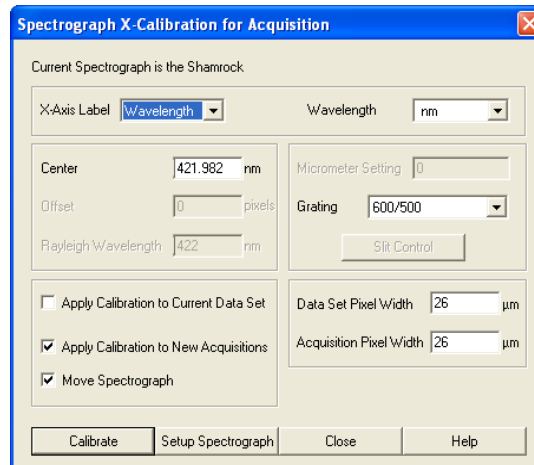 Spectrograph X-Calibration for Acquisition
Current Spectrograph is the Shamrock
X-Axis Label Wavelength Wavelength nm
Center 421.982 nm
Offset 0 pixels
Rayleigh Wavelength 422 nm
Micrometer Setting 0
Grating 600/500
Slit Control
Apply Calibration to Current Data Set
Apply Calibration to New Acquisitions
Move Spectrograph
Data Set Pixel Width 26 µm
Acquisition Pixel Width 26 µm
Calibrate Setup Spectrograph Close Help